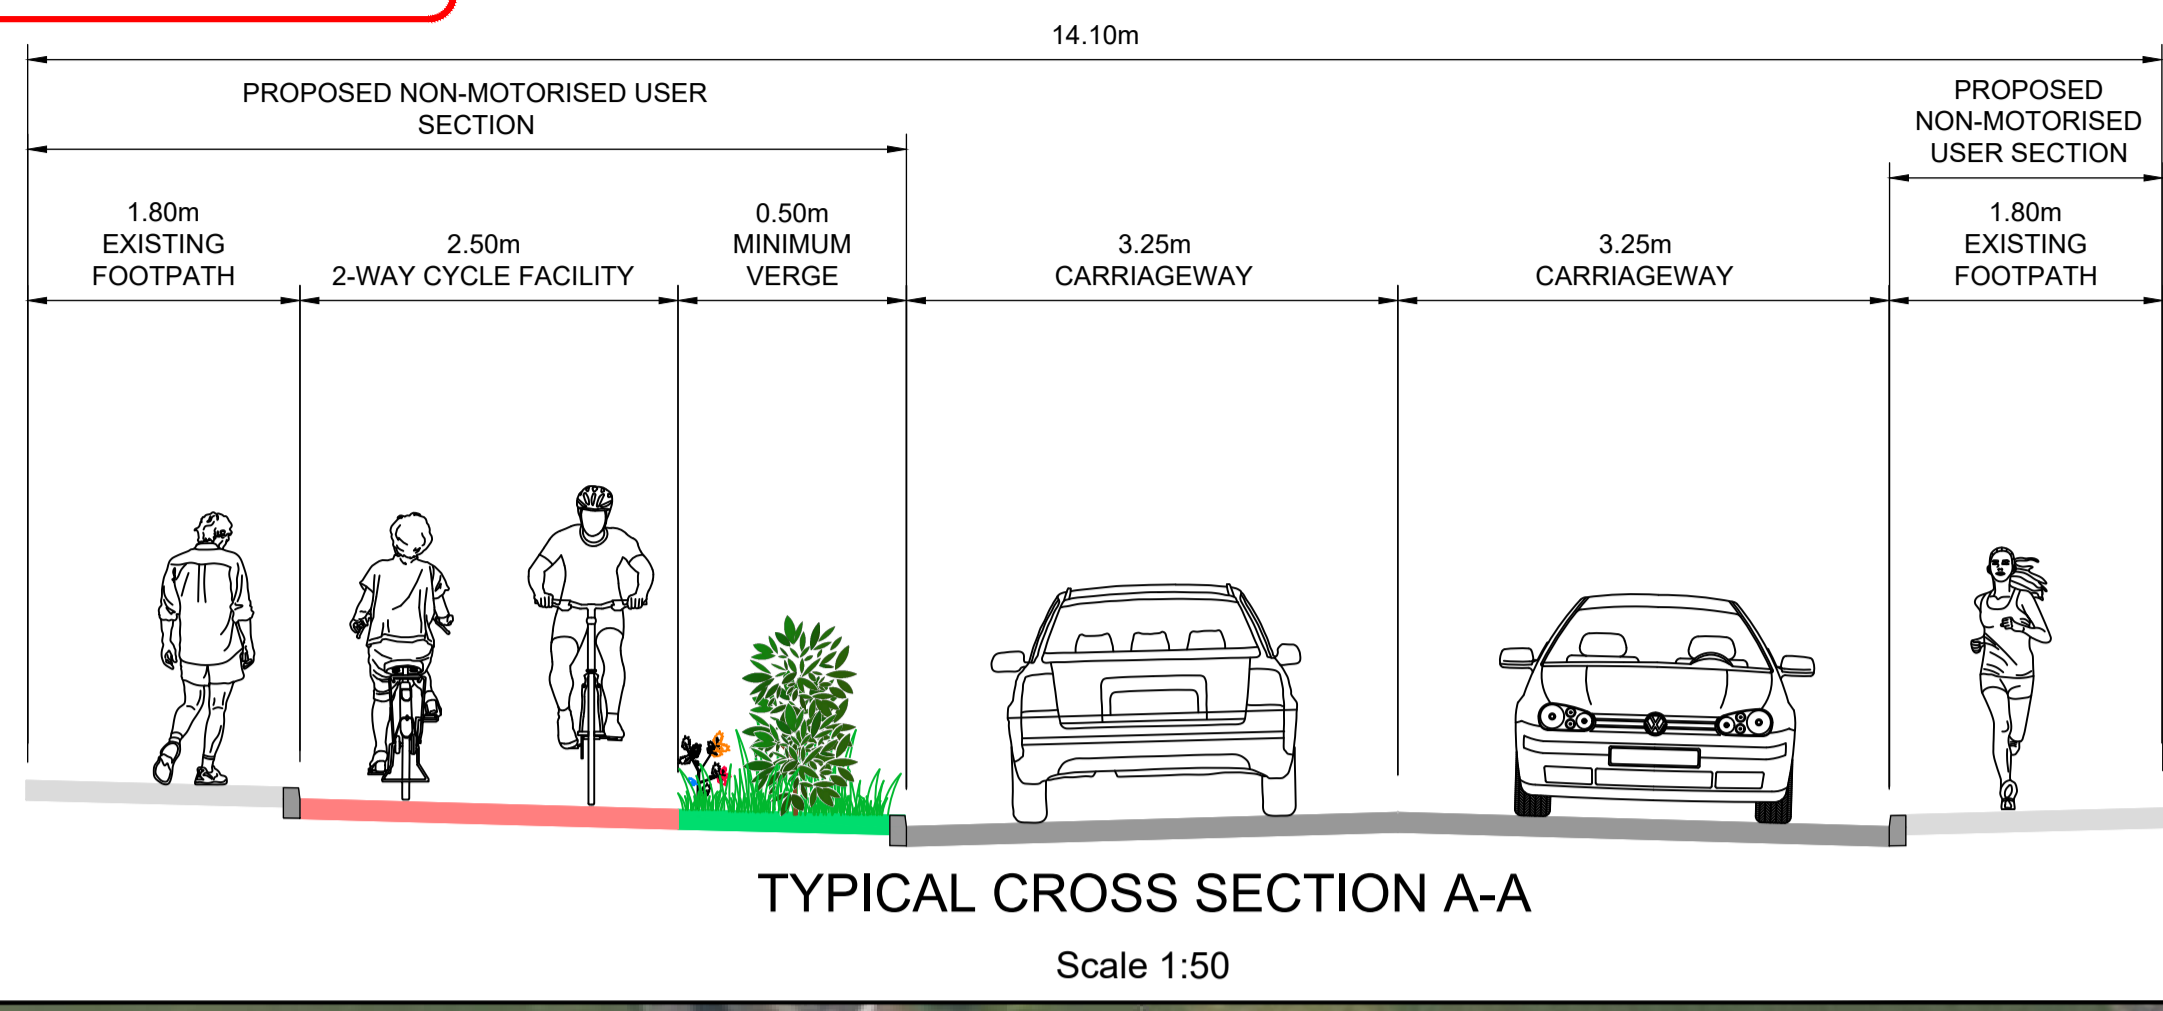 14.10m
PROPOSED NON-MOTORISED USER
SECTION
PROPOSED
NON-MOTORISED
USER SECTION
1.80m
EXISTING
FOOTPATH
2.50m
2-WAY CYCLE FACILITY
0.50m
MINIMUM
VERGE
3.25m
CARRIAGEWAY
3.25m
CARRIAGEWAY
1.80m
EXISTING
FOOTPATH
TYPICAL CROSS SECTION A-A
Scale 1:50